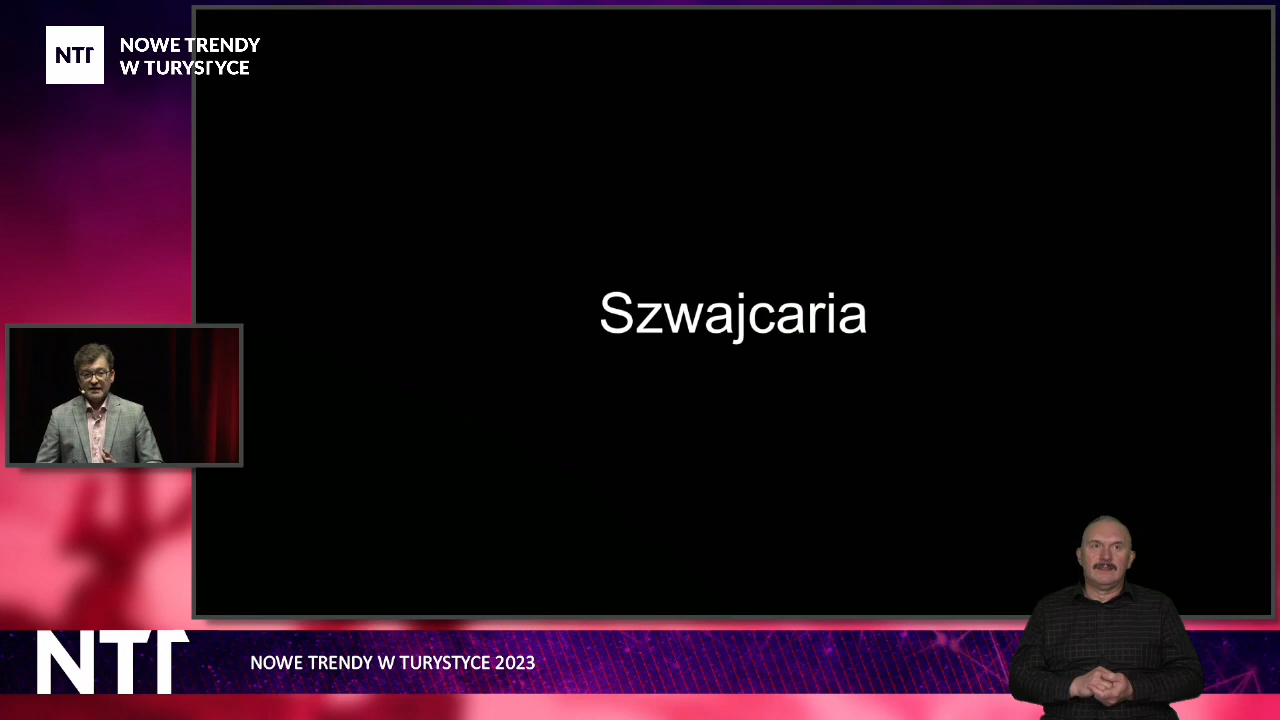 NTT
NOWE TRENDY
W TURYSTYCE
Szwajcaria
NTT
NOWE TRENDY W TURYSTYCE 2023